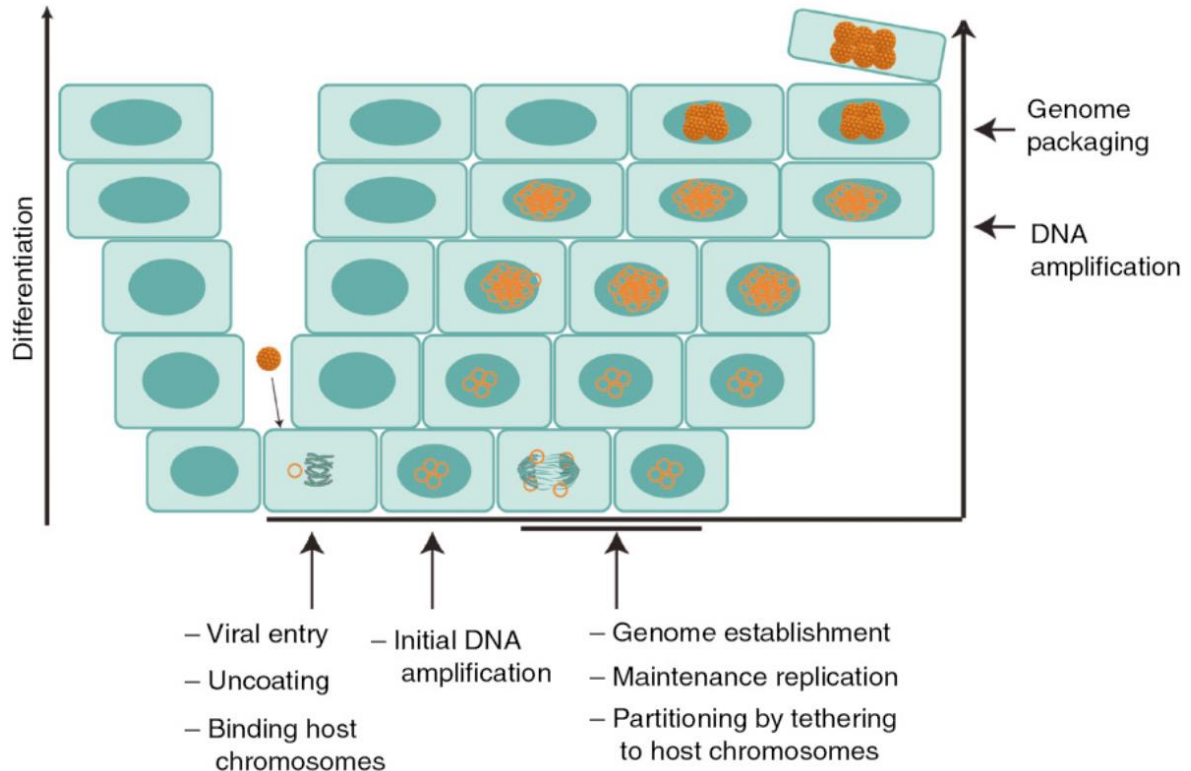 Differentiation
Genome
packaging
DNA
amplification
– Viral entry
– Uncoating
– Binding host
chromosomes
– Initial DNA
amplification
– Genome establishment
– Maintenance replication
– Partitioning by tethering
to host chromosomes